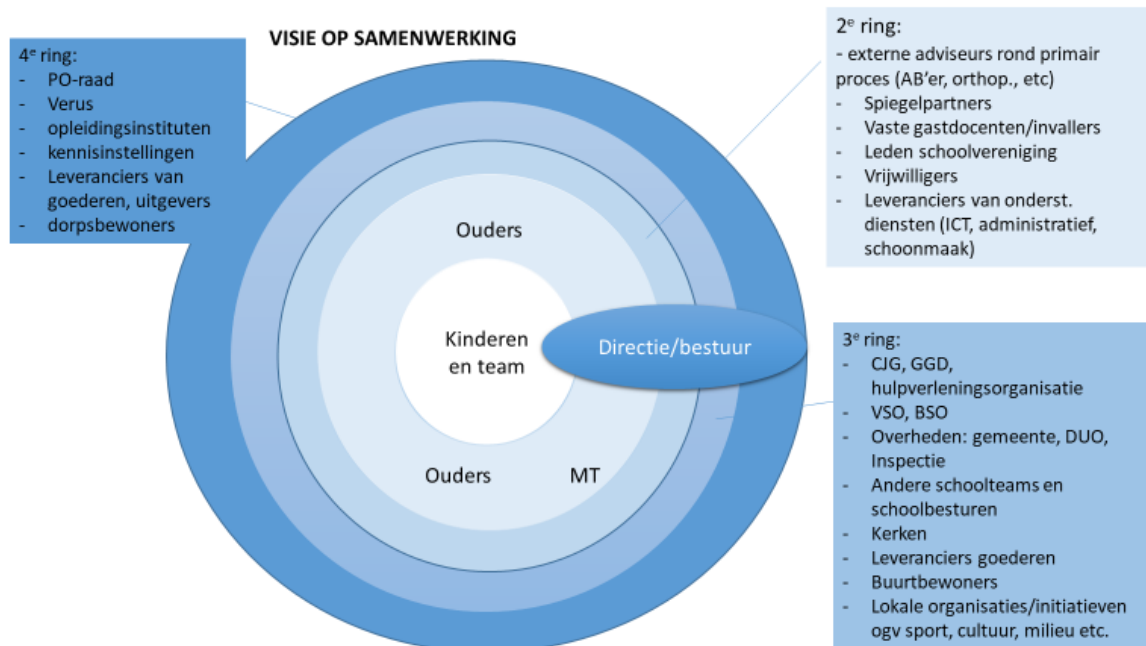 VISIE OP SAMENWERKING
4e ring:
- PO-raad
- Verus
- opleidingsinstituten
- kennisinstellingen
- Leveranciers van
goederen, uitgevers
- dorpsbewoners
2e ring:
- externe adviseurs rond primair
proces (AB'er, orthop., etc)
- Spiegelpartners
- Vaste gastdocenten/invallers
- Leden schoolvereniging
- Vrijwilligers
- Leveranciers van onderst.
diensten (ICT, administratief,
schoonmaak)
Ouders
Kinderen
en team
Directie/bestuur
Ouders
MT
3e ring:
- CJG, GGD,
hulpverleningsorganisatie
- VSO, BSO
- Overheden: gemeente, DUO,
Inspectie
- Andere schoolteams en
schoolbesturen
- Kerken
- Leveranciers goederen
- Buurtbewoners
- Lokale organisaties/initiatieven
ogv sport, cultuur, milieu etc.